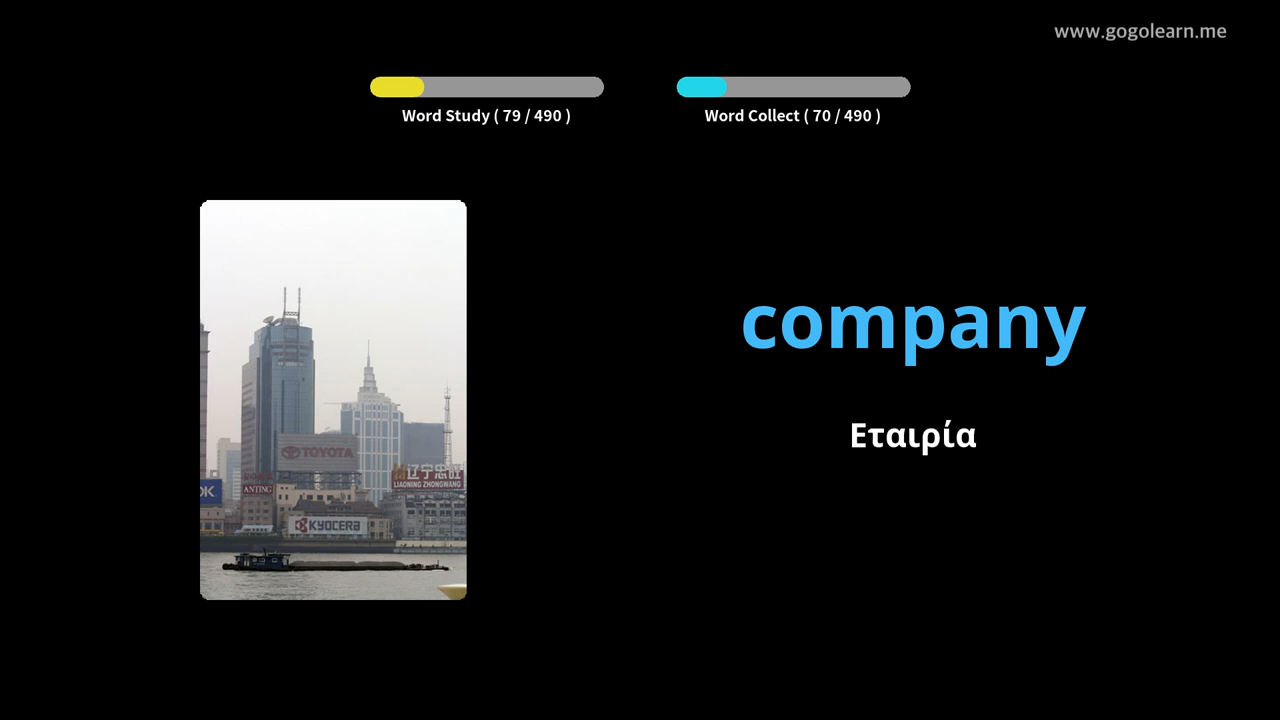 www.gogolearn.me
Word Study ( 79 / 490 )
Word Collect ( 70 / 490 )
company
Εταιρία
TOYOTA
辽宁忠旺
LIAONING ZHONGWANG
OK
ANTING
KYOCERA